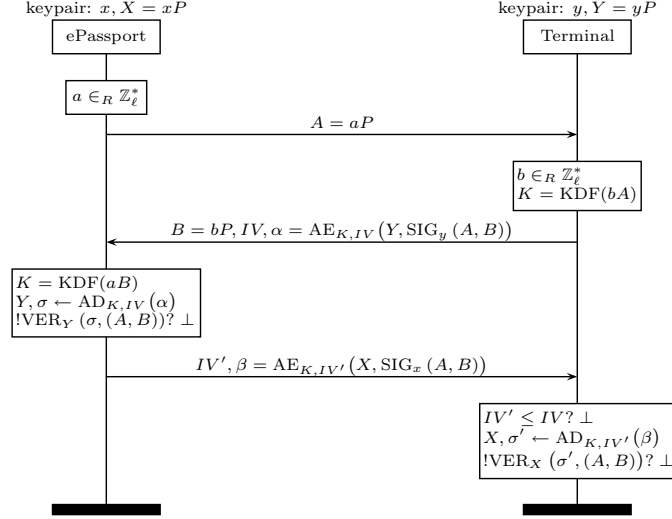 keypair: x, X = xP
keypair: y, Y = yP
ePassport
Terminal
a ∈_R ℤ*_ℓ
A = aP
b ∈_R ℤ*_ℓ
K = KDF(bA)
B = bP, IV, α = AE_{K,IV}(Y, SIG_y (A, B))
K = KDF(aB)
Y, σ ← AD_{K,IV}(α)
!VER_Y (σ, (A, B))? ⊥
IV′, β = AE_{K,IV′}(X, SIG_x (A, B))
IV′ ≤ IV? ⊥
X, σ′ ← AD_{K,IV′}(β)
!VER_X (σ′, (A, B))? ⊥